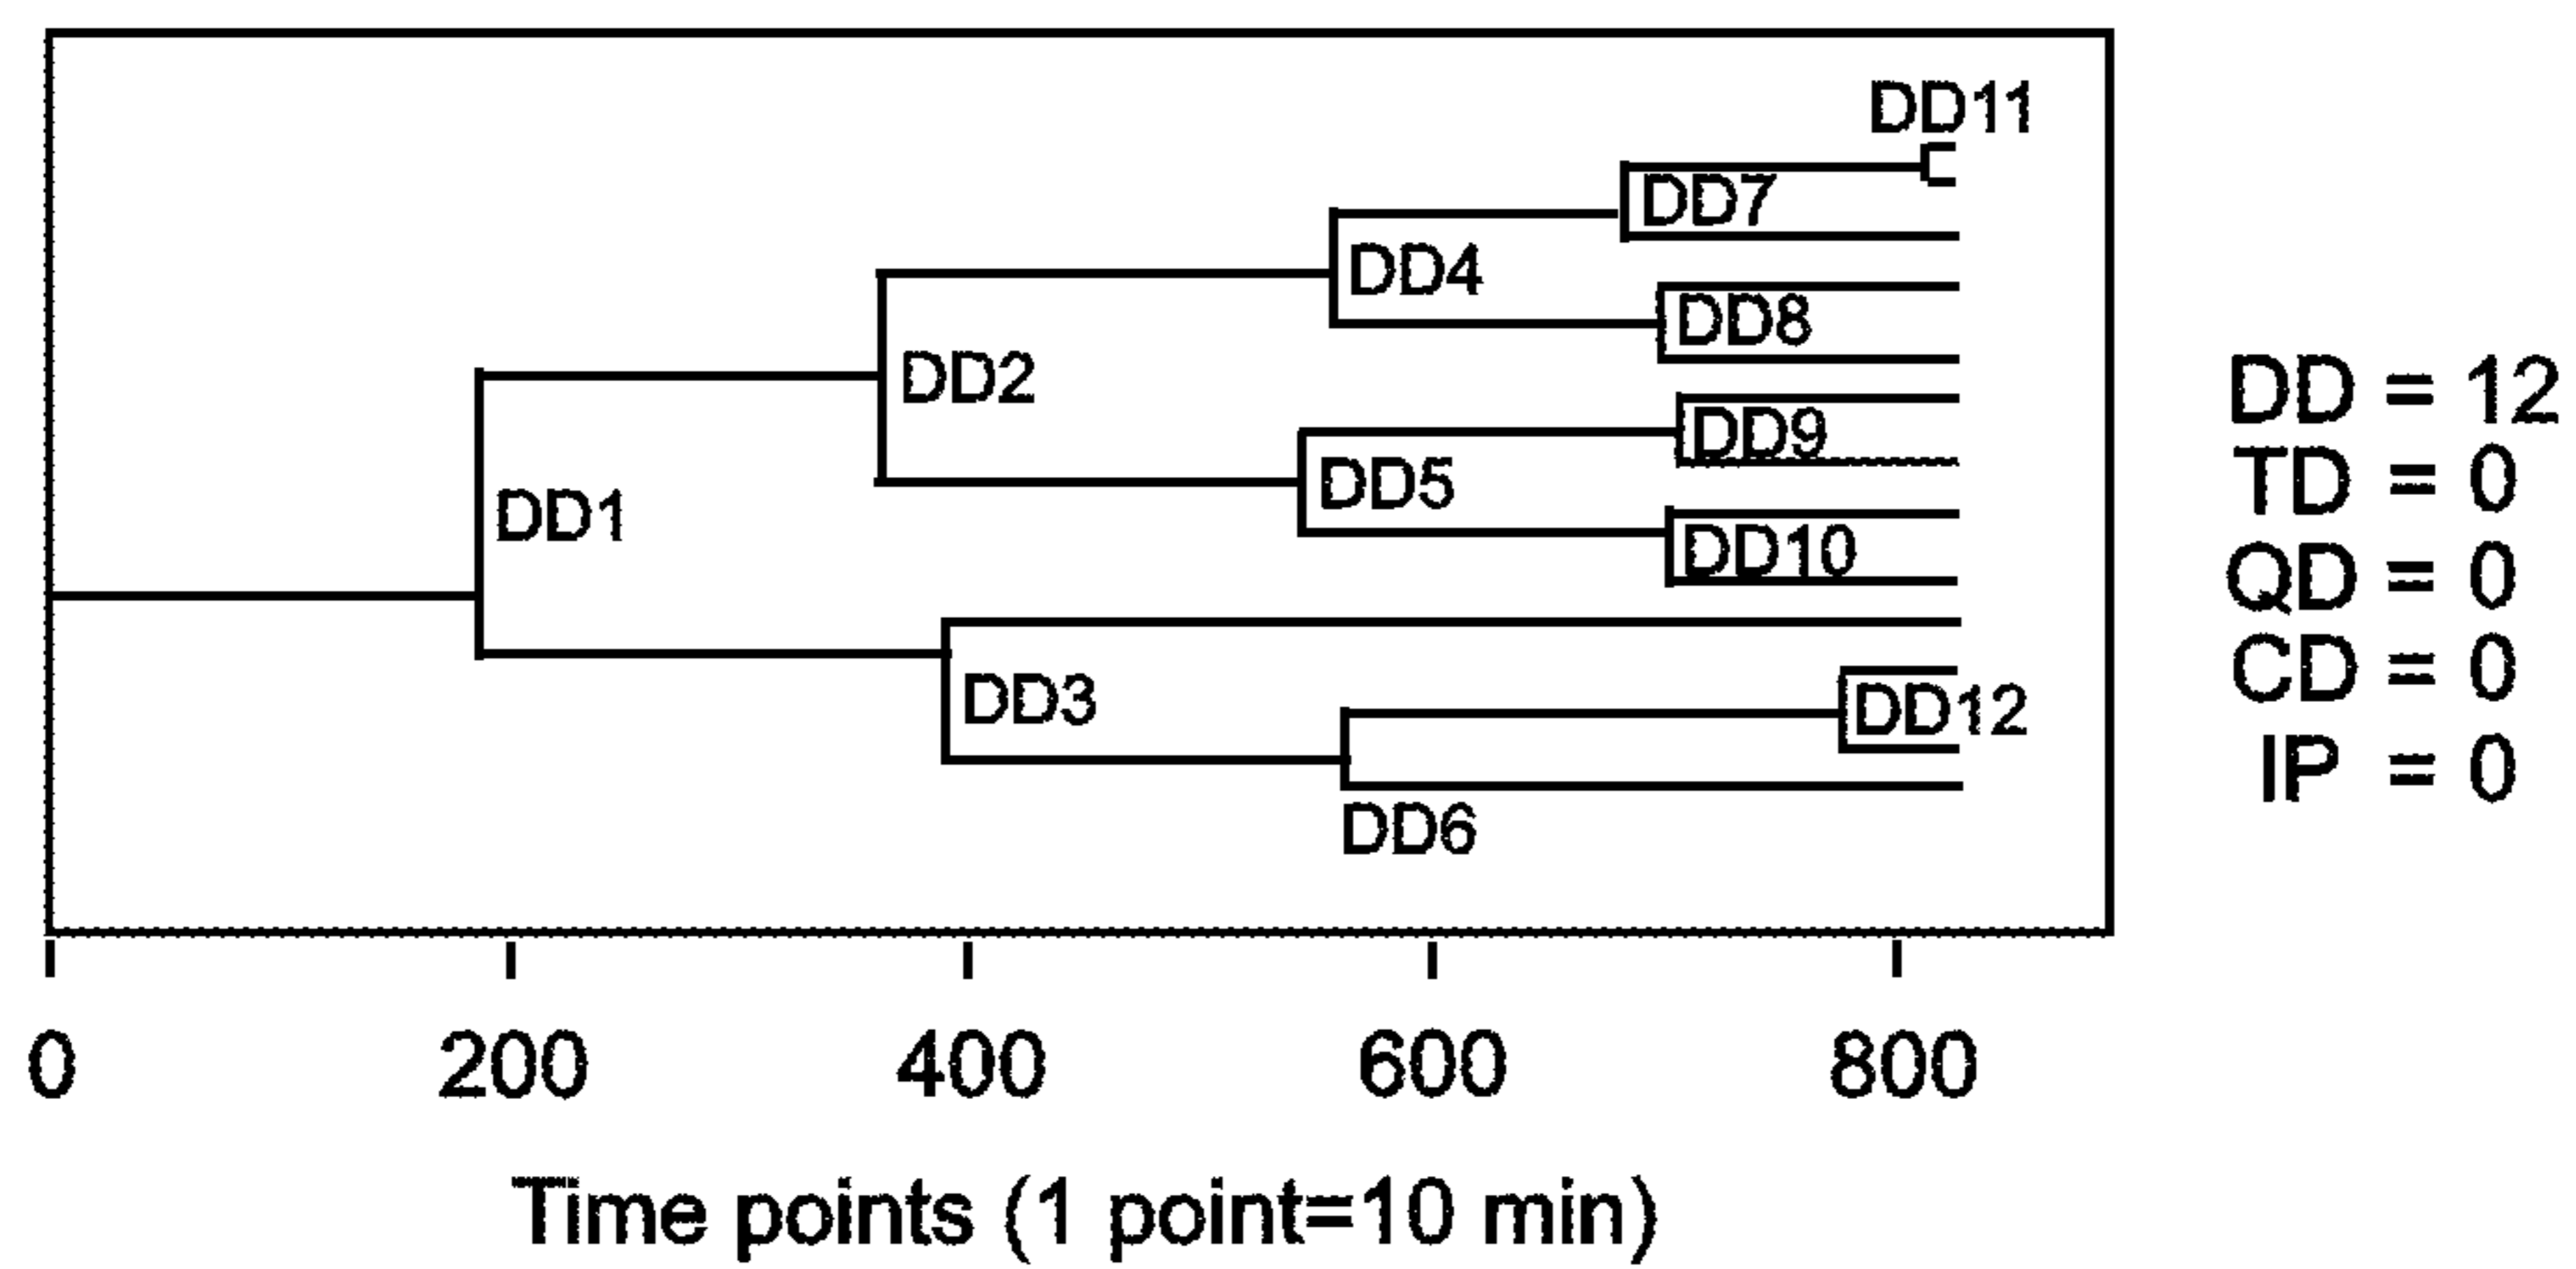 DD11
DD7
DD4
DD8
DD2
DD9
DD5
DD1
DD10
DD3
DD12
DD6
DD = 12
TD = 0
QD = 0
CD = 0
IP = 0
0 200 400 600 800
Time points (1 point=10 min)